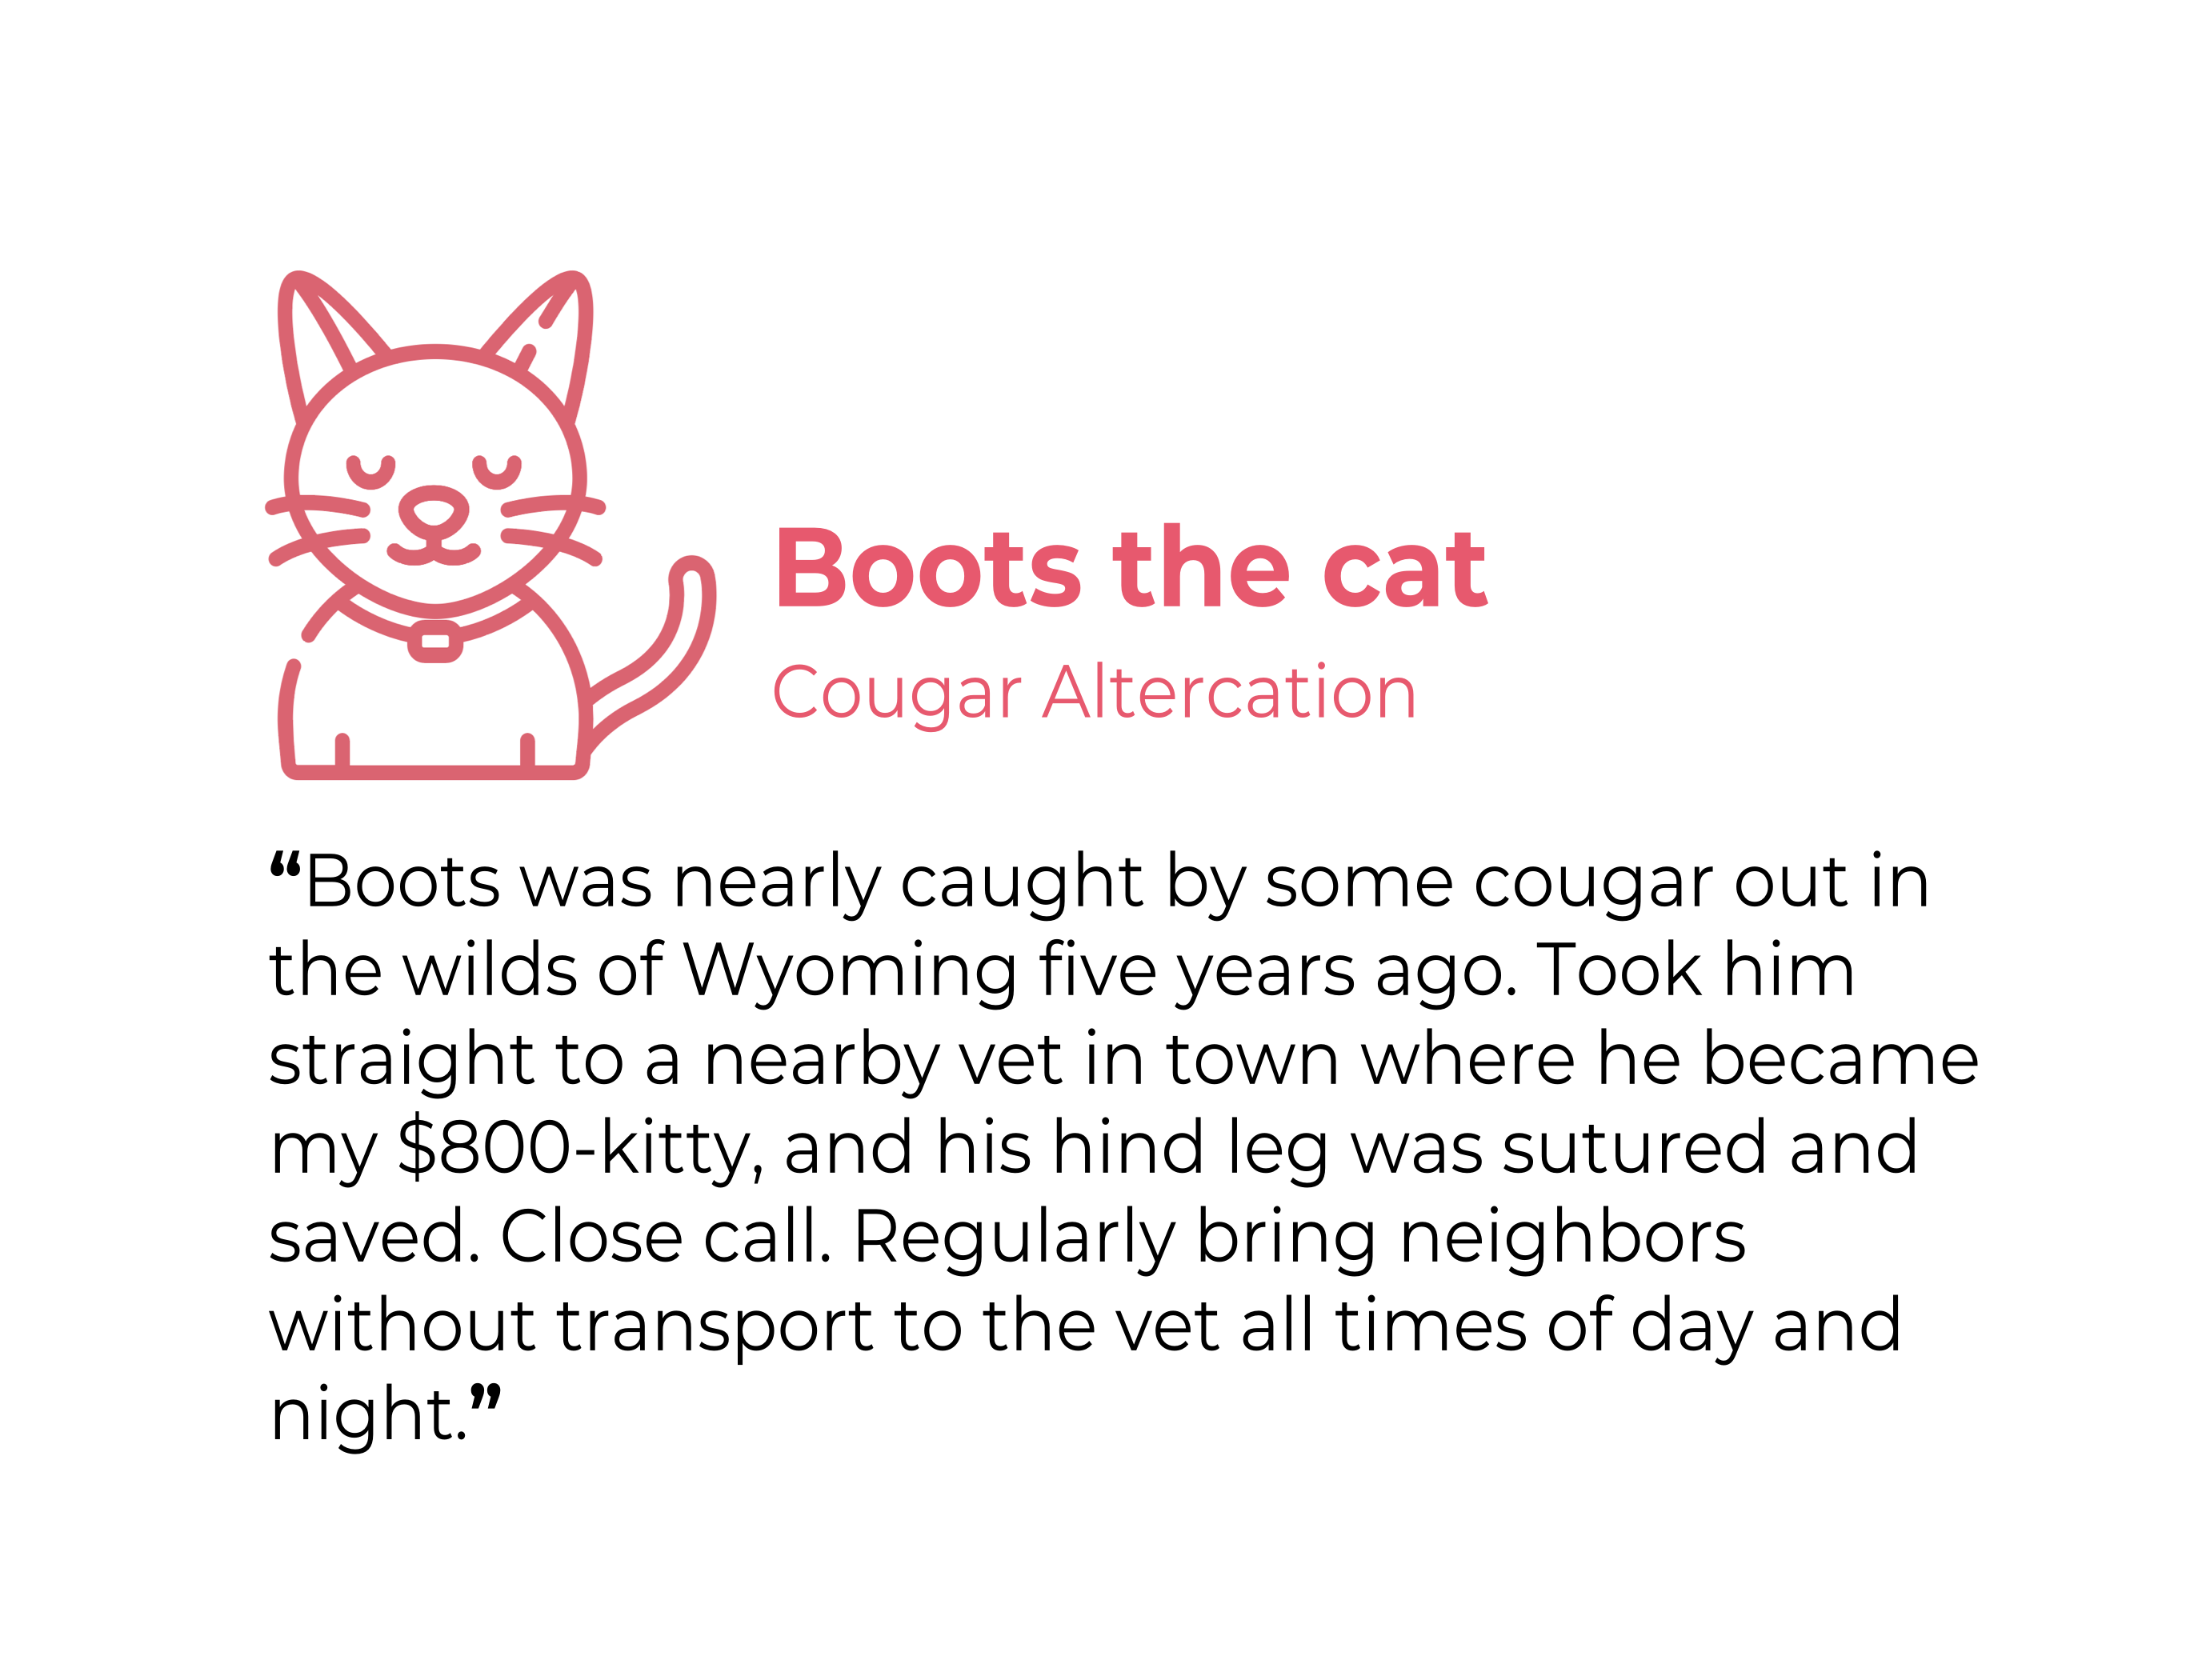 Boots the cat
Cougar Altercation
“Boots was nearly caught by some cougar out in
the wilds of Wyoming five years ago. Took him
straight to a nearby vet in town where he became
my $800-kitty, and his hind leg was sutured and
saved. Close call. Regularly bring neighbors
without transport to the vet all times of day and
night.”